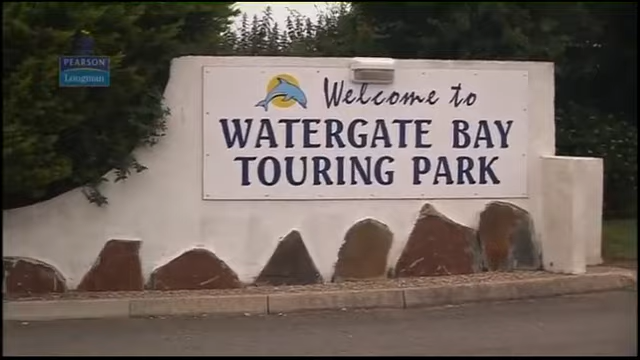 PEARSON
Longman
Welcome to
WATERGATE BAY
TOURING PARK